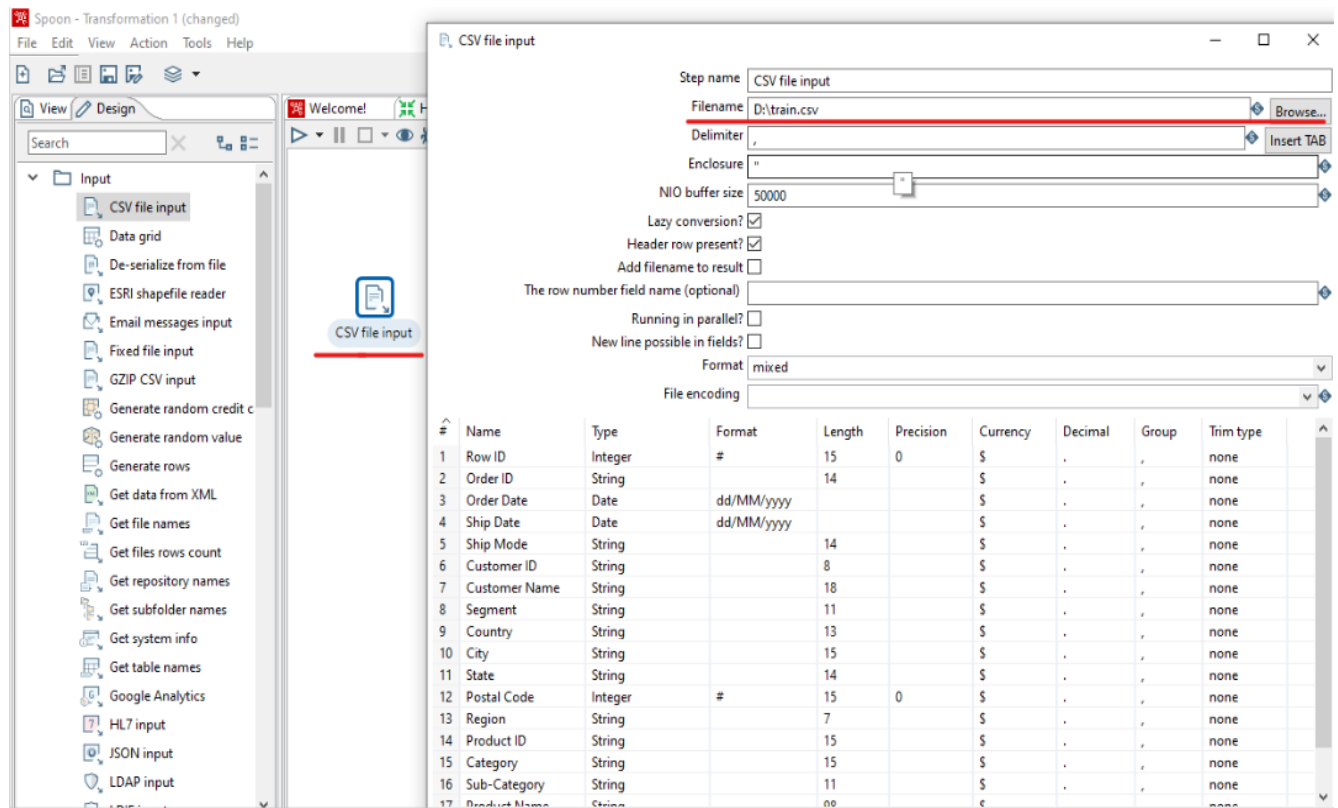 Spoon - Transformation 1 (changed)
File Edit View Action Tools Help
View Design
Search
Input
CSV file input
Data grid
De-serialize from file
ESRI shapefile reader
Email messages input
Fixed file input
GZIP CSV input
Generate random credit c
Generate random value
Generate rows
Get data from XML
Get file names
Get files rows count
Get repository names
Get subfolder names
Get system info
Get table names
Google Analytics
HL7 input
JSON input
LDAP input
Welcome!
CSV file input
CSV file input
Step name CSV file input
Filename D:\train.csv Browse...
Delimiter , Insert TAB
Enclosure "
"
NIO buffer size 50000
Lazy conversion?
Header row present?
Add filename to result
The row number field name (optional)
Running in parallel?
New line possible in fields?
Format mixed
File encoding
# Name Type Format Length Precision Currency Decimal Group Trim type
1 Row ID Integer # 15 0 $ . , none
2 Order ID String 14 $ . , none
3 Order Date Date dd/MM/yyyy $ . , none
4 Ship Date Date dd/MM/yyyy $ . , none
5 Ship Mode String 14 $ . , none
6 Customer ID String 8 $ . , none
7 Customer Name String 18 $ . , none
8 Segment String 11 $ . , none
9 Country String 13 $ . , none
10 City String 15 $ . , none
11 State String 14 $ . , none
12 Postal Code Integer # 15 0 $ . , none
13 Region String 7 $ . , none
14 Product ID String 15 $ . , none
15 Category String 15 $ . , none
16 Sub-Category String 11 $ . , none
17 Product Name String